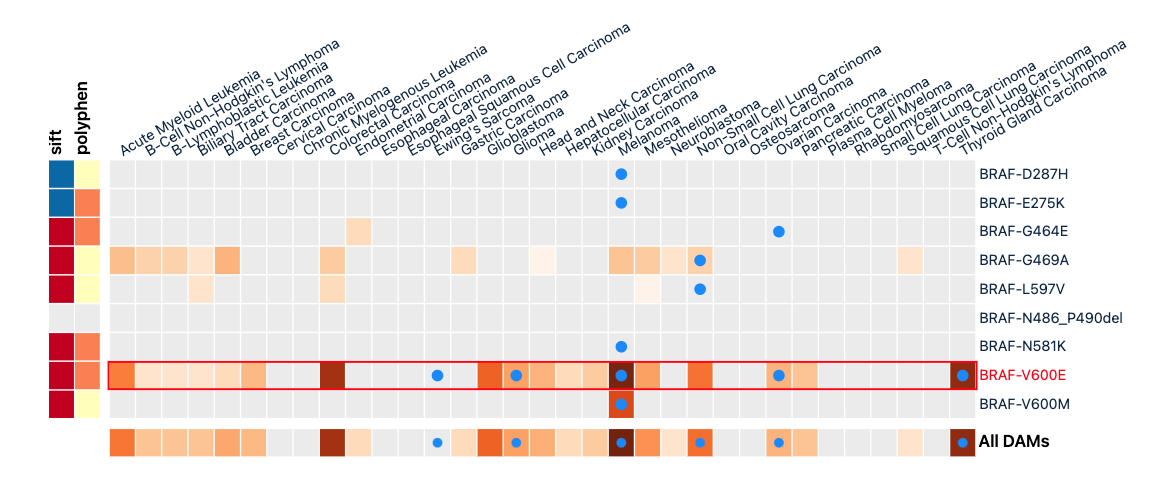 sift
polyphen
Acute Myeloid Leukemia
B-Cell Non-Hodgkin's Lymphoma
B-Lymphoblastic Leukemia
Biliary Tract Carcinoma
Bladder Carcinoma
Breast Carcinoma
Cervical Carcinoma
Chronic Myelogenous Leukemia
Colorectal Carcinoma
Endometrial Carcinoma
Esophageal Carcinoma
Esophageal Squamous Cell Carcinoma
Ewing's Sarcoma
Gastric Carcinoma
Glioblastoma
Glioma
Head and Neck Carcinoma
Hepatocellular Carcinoma
Kidney Carcinoma
Melanoma
Mesothelioma
Neuroblastoma
Non-Small Cell Lung Carcinoma
Oral Cavity Carcinoma
Osteosarcoma
Ovarian Carcinoma
Pancreatic Carcinoma
Plasma Cell Myeloma
Rhabdomyosarcoma
Small Cell Lung Carcinoma
Squamous Cell Lung Carcinoma
T-Cell Non-Hodgkin's Lymphoma
Thyroid Gland Carcinoma
BRAF-D287H
BRAF-E275K
BRAF-G464E
BRAF-G469A
BRAF-L597V
BRAF-N486_P490del
BRAF-N581K
BRAF-V600E
BRAF-V600M
All DAMs